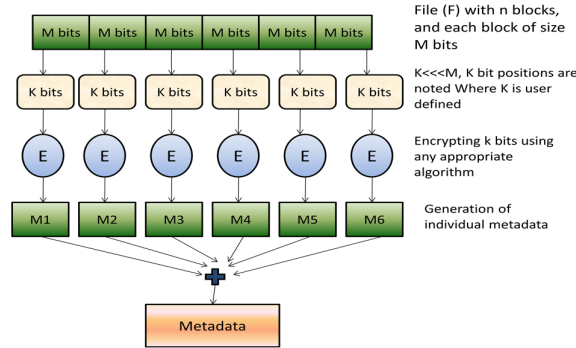 File (F) with n blocks,
and each block of size
M bits
M bits M bits M bits M bits M bits M bits
K<<<M, K bit positions are
noted Where K is user
defined
K bits K bits K bits K bits K bits K bits
Encrypting k bits using
any appropriate
algorithm
E E E E E E
Generation of
individual metadata
M1 M2 M3 M4 M5 M6
Metadata